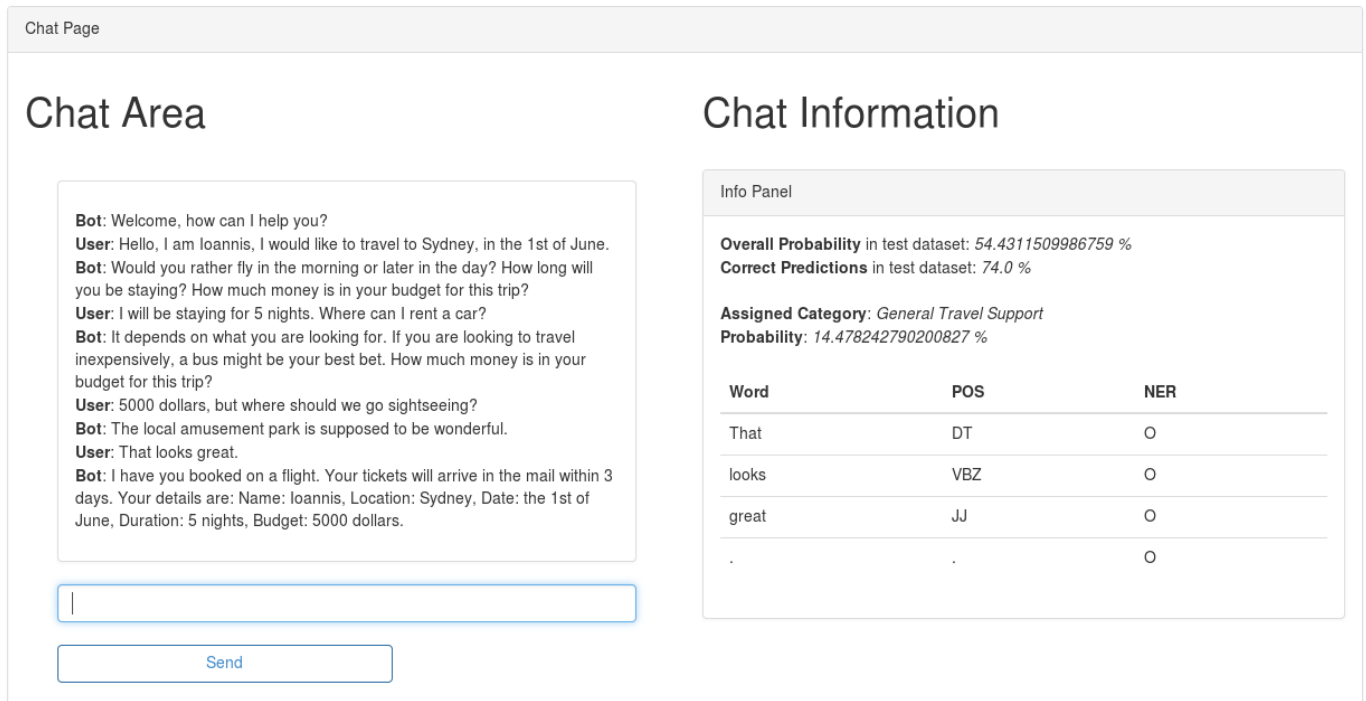 Chat Page
Chat Area
Bot: Welcome, how can I help you?
User: Hello, I am Ioannis, I would like to travel to Sydney, in the 1st of June.
Bot: Would you rather fly in the morning or later in the day? How long will
you be staying? How much money is in your budget for this trip?
User: I will be staying for 5 nights. Where can I rent a car?
Bot: It depends on what you are looking for. If you are looking to travel
inexpensively, a bus might be your best bet. How much money is in your
budget for this trip?
User: 5000 dollars, but where should we go sightseeing?
Bot: The local amusement park is supposed to be wonderful.
User: That looks great.
Bot: I have you booked on a flight. Your tickets will arrive in the mail within 3
days. Your details are: Name: Ioannis, Location: Sydney, Date: the 1st of
June, Duration: 5 nights, Budget: 5000 dollars.
Send
Chat Information
Info Panel
Overall Probability in test dataset: 54.4311509986759 %
Correct Predictions in test dataset: 74.0 %
Assigned Category: General Travel Support
Probability: 14.478242790200827 %
Word POS NER
That DT O
looks VBZ O
great JJ O
. . O